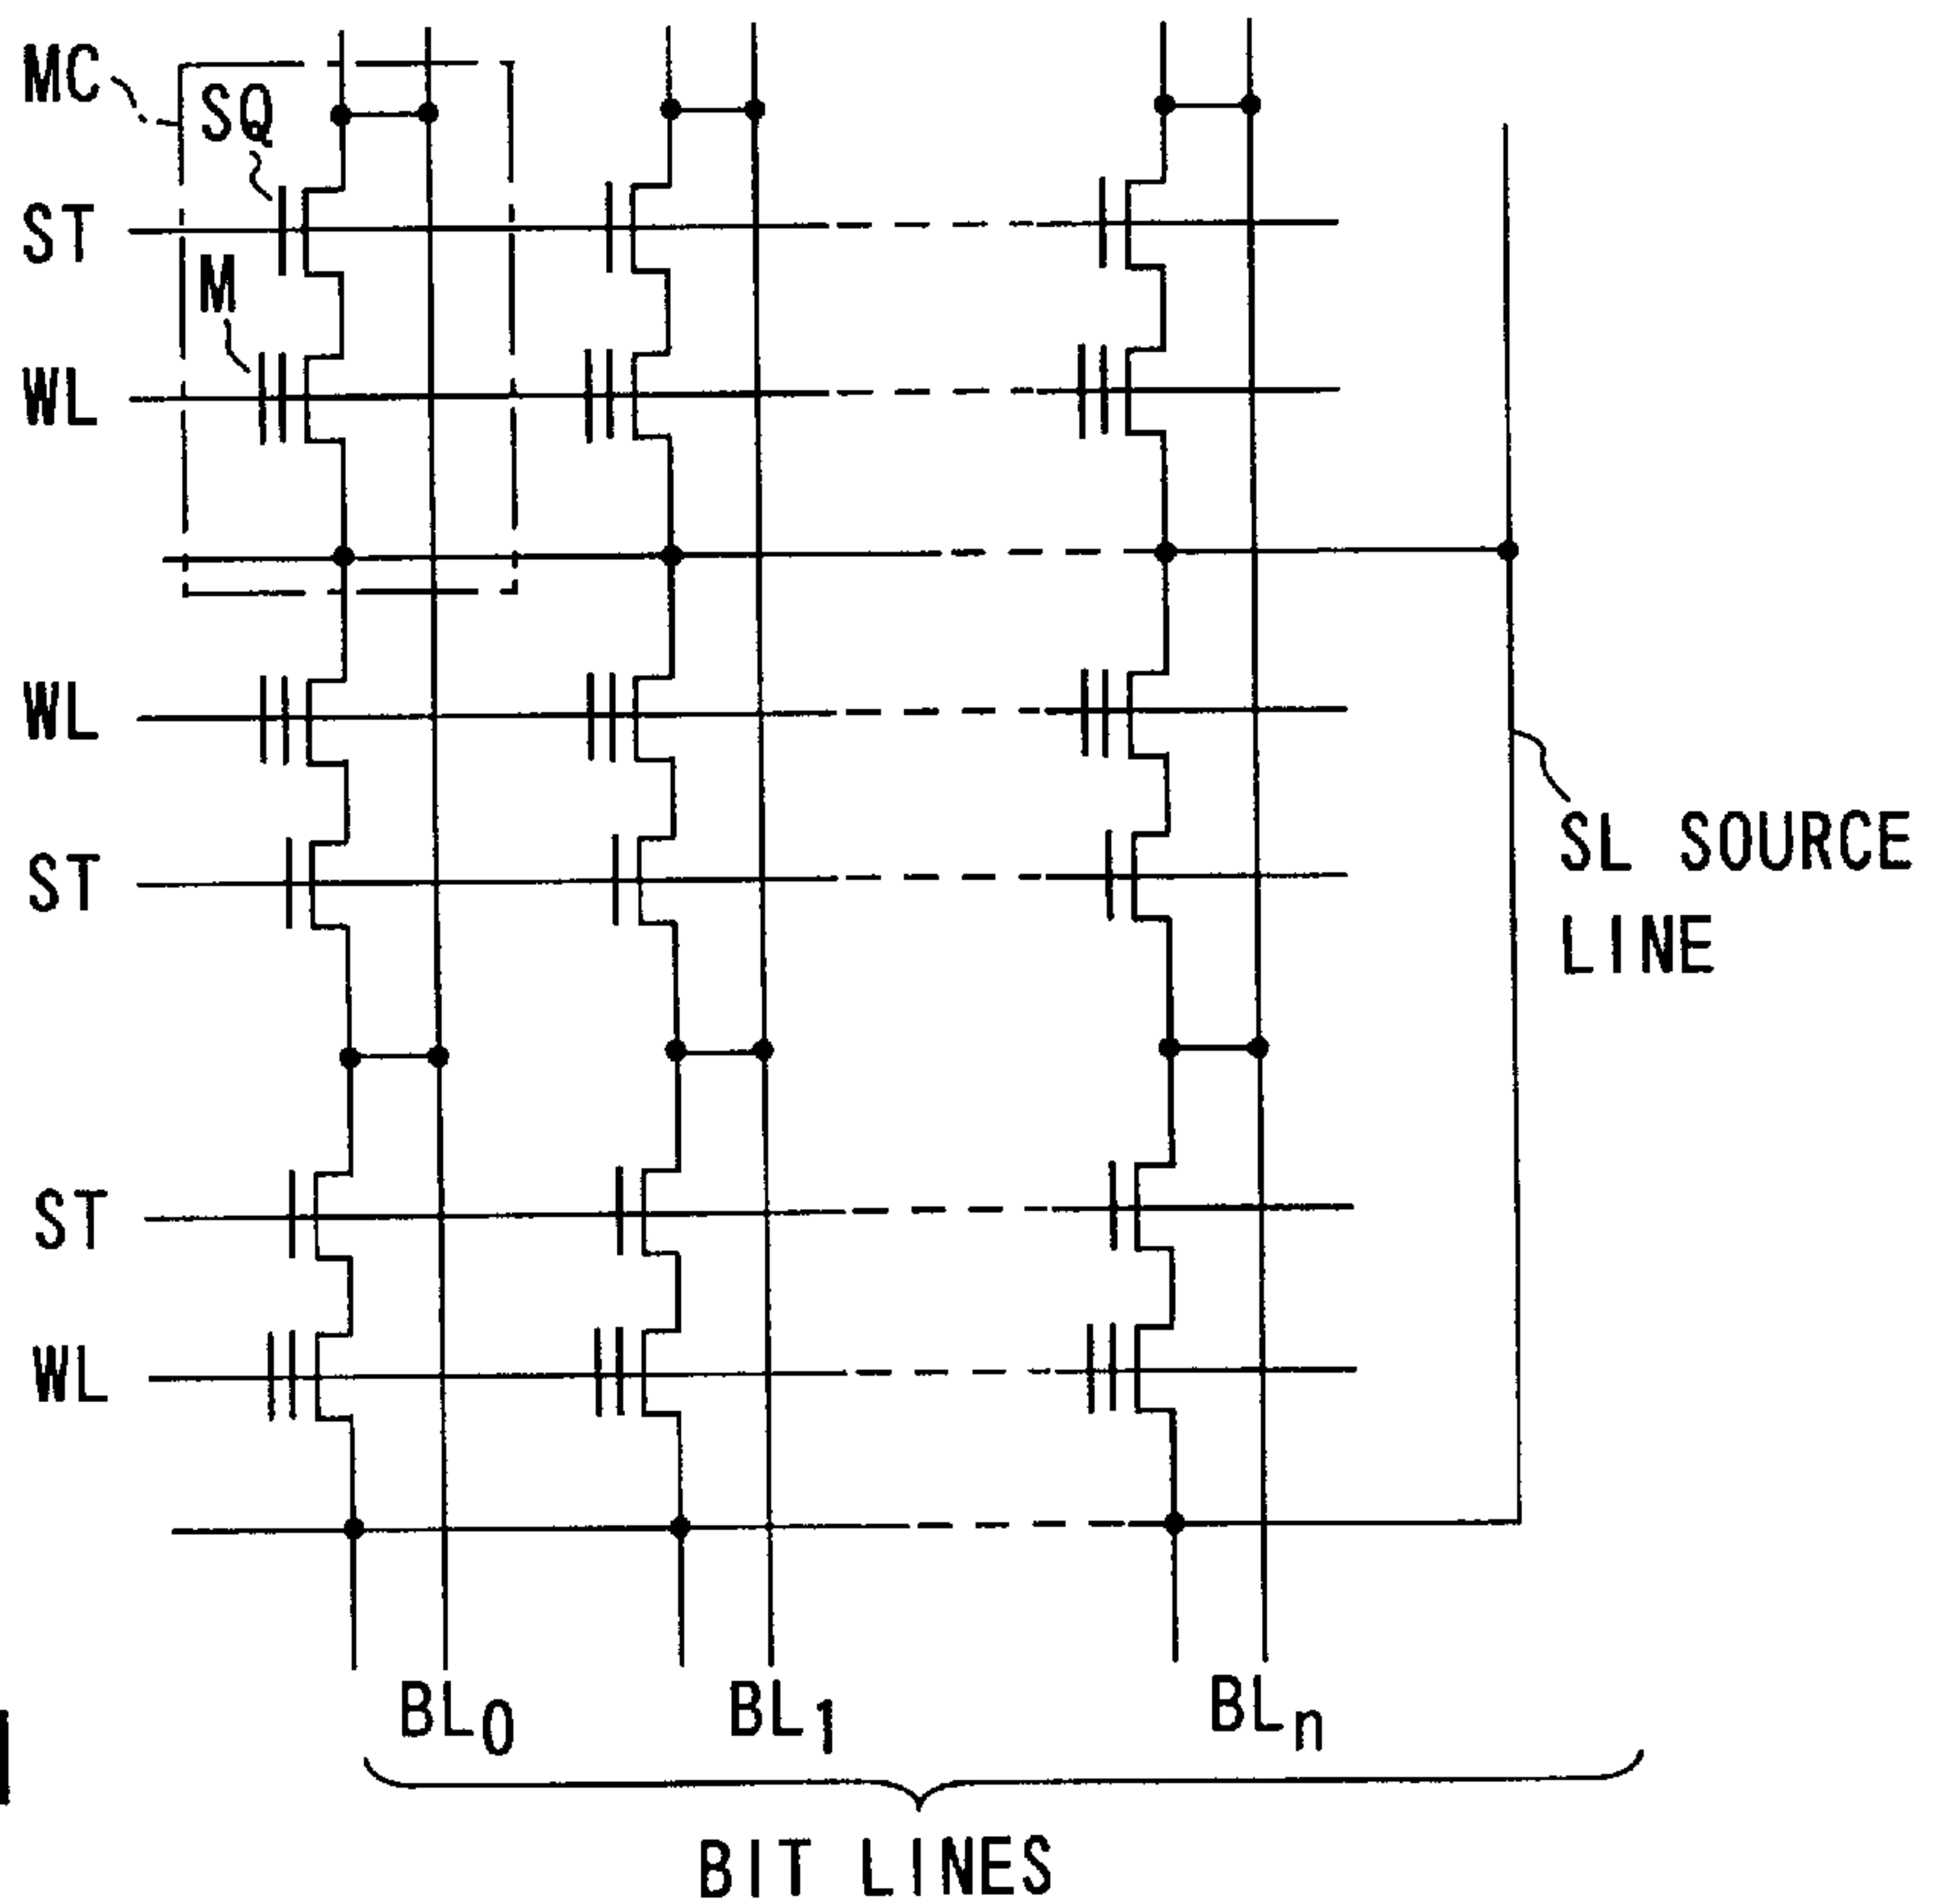 MC
SQ
ST
M
WL
WL
SL SOURCE
LINE
ST
ST
WL
BL0 BL1 BLn
BIT LINES